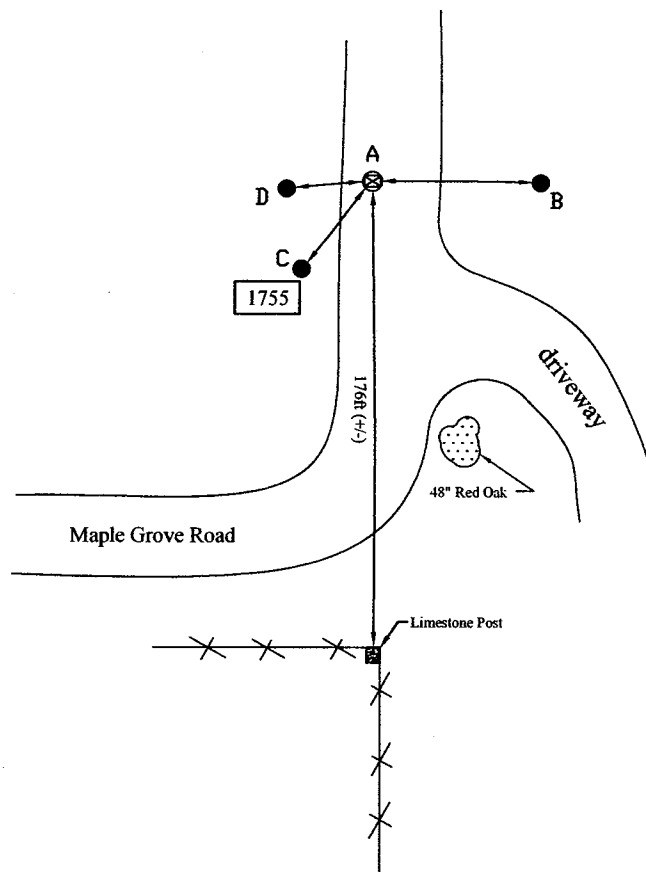 A
D
B
C
1755
driveway
176ft (+/-)
48" Red Oak
Maple Grove Road
Limestone Post